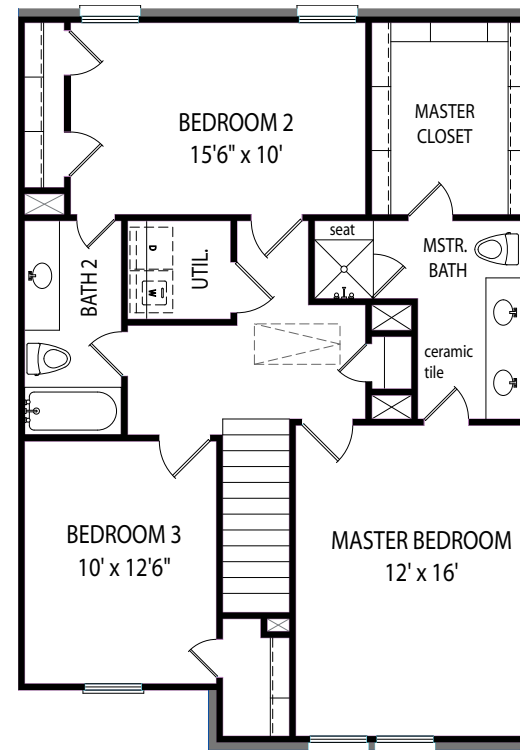 BEDROOM 2
15'6" x 10'
MASTER
CLOSET
seat
MSTR.
BATH
D
W
UTIL.
BATH 2
ceramic
tile
BEDROOM 3
10' x 12'6"
MASTER BEDROOM
12' x 16'